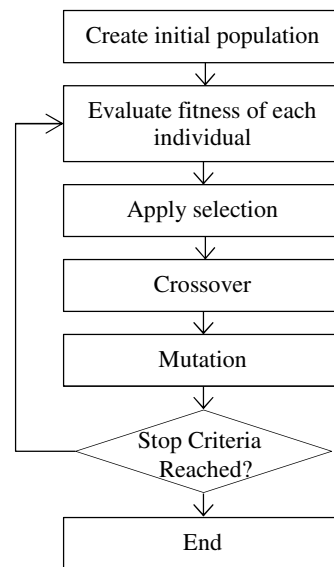 Create initial population
Evaluate fitness of each
individual
Apply selection
Crossover
Mutation
Stop Criteria
Reached?
End